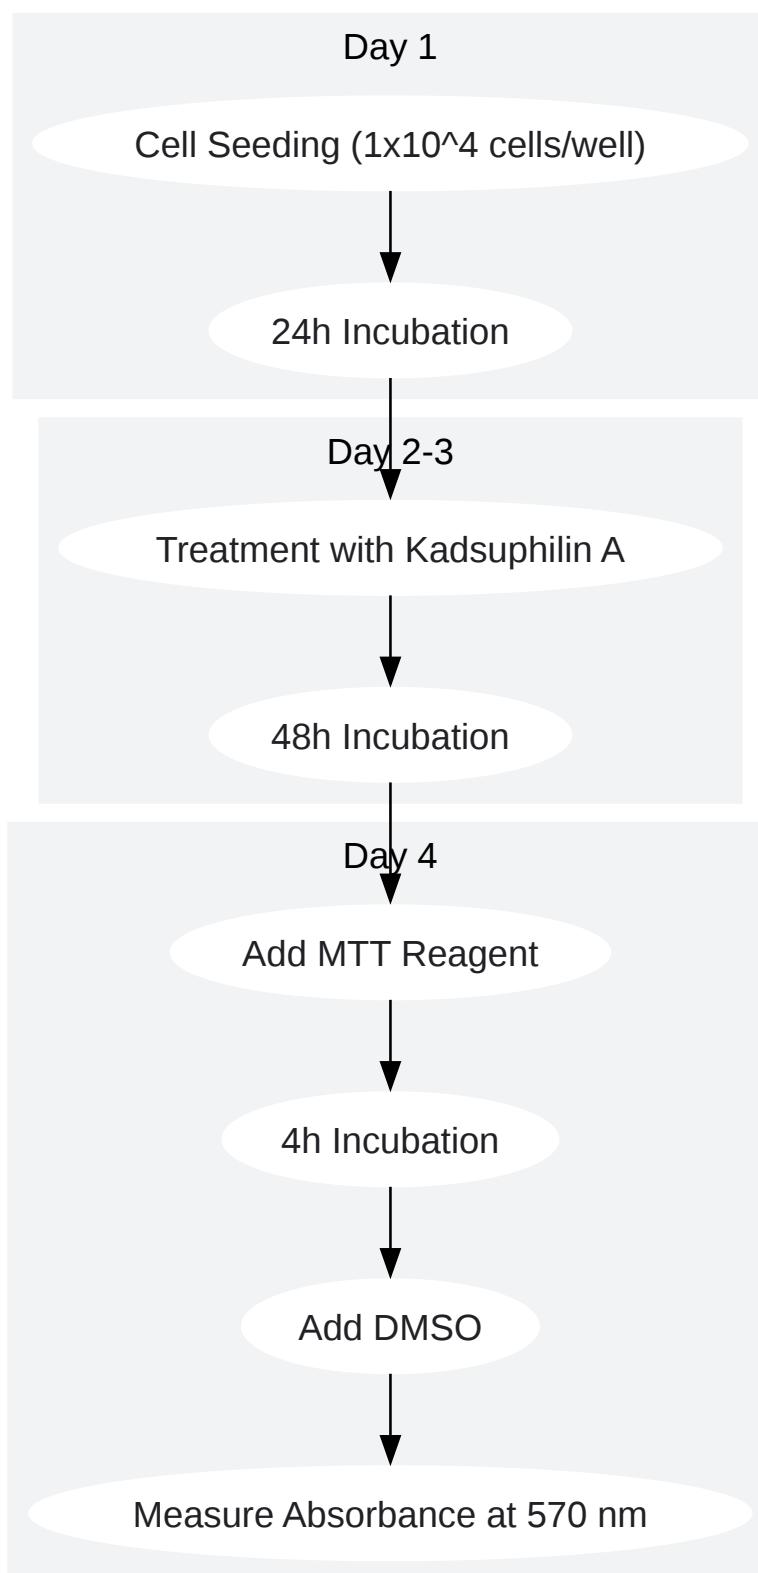 Day 1
Cell Seeding (1x10^4 cells/well)
24h Incubation
Day 2-3
Treatment with Kadsuphilin A
48h Incubation
Day 4
Add MTT Reagent
4h Incubation
Add DMSO
Measure Absorbance at 570 nm